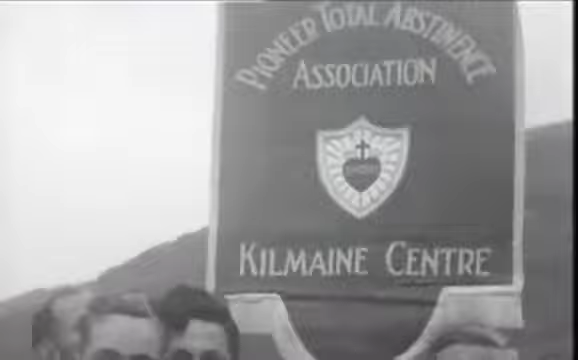 PIONEER TOTAL ABSTINENCE
ASSOCIATION
KILMAINE CENTRE